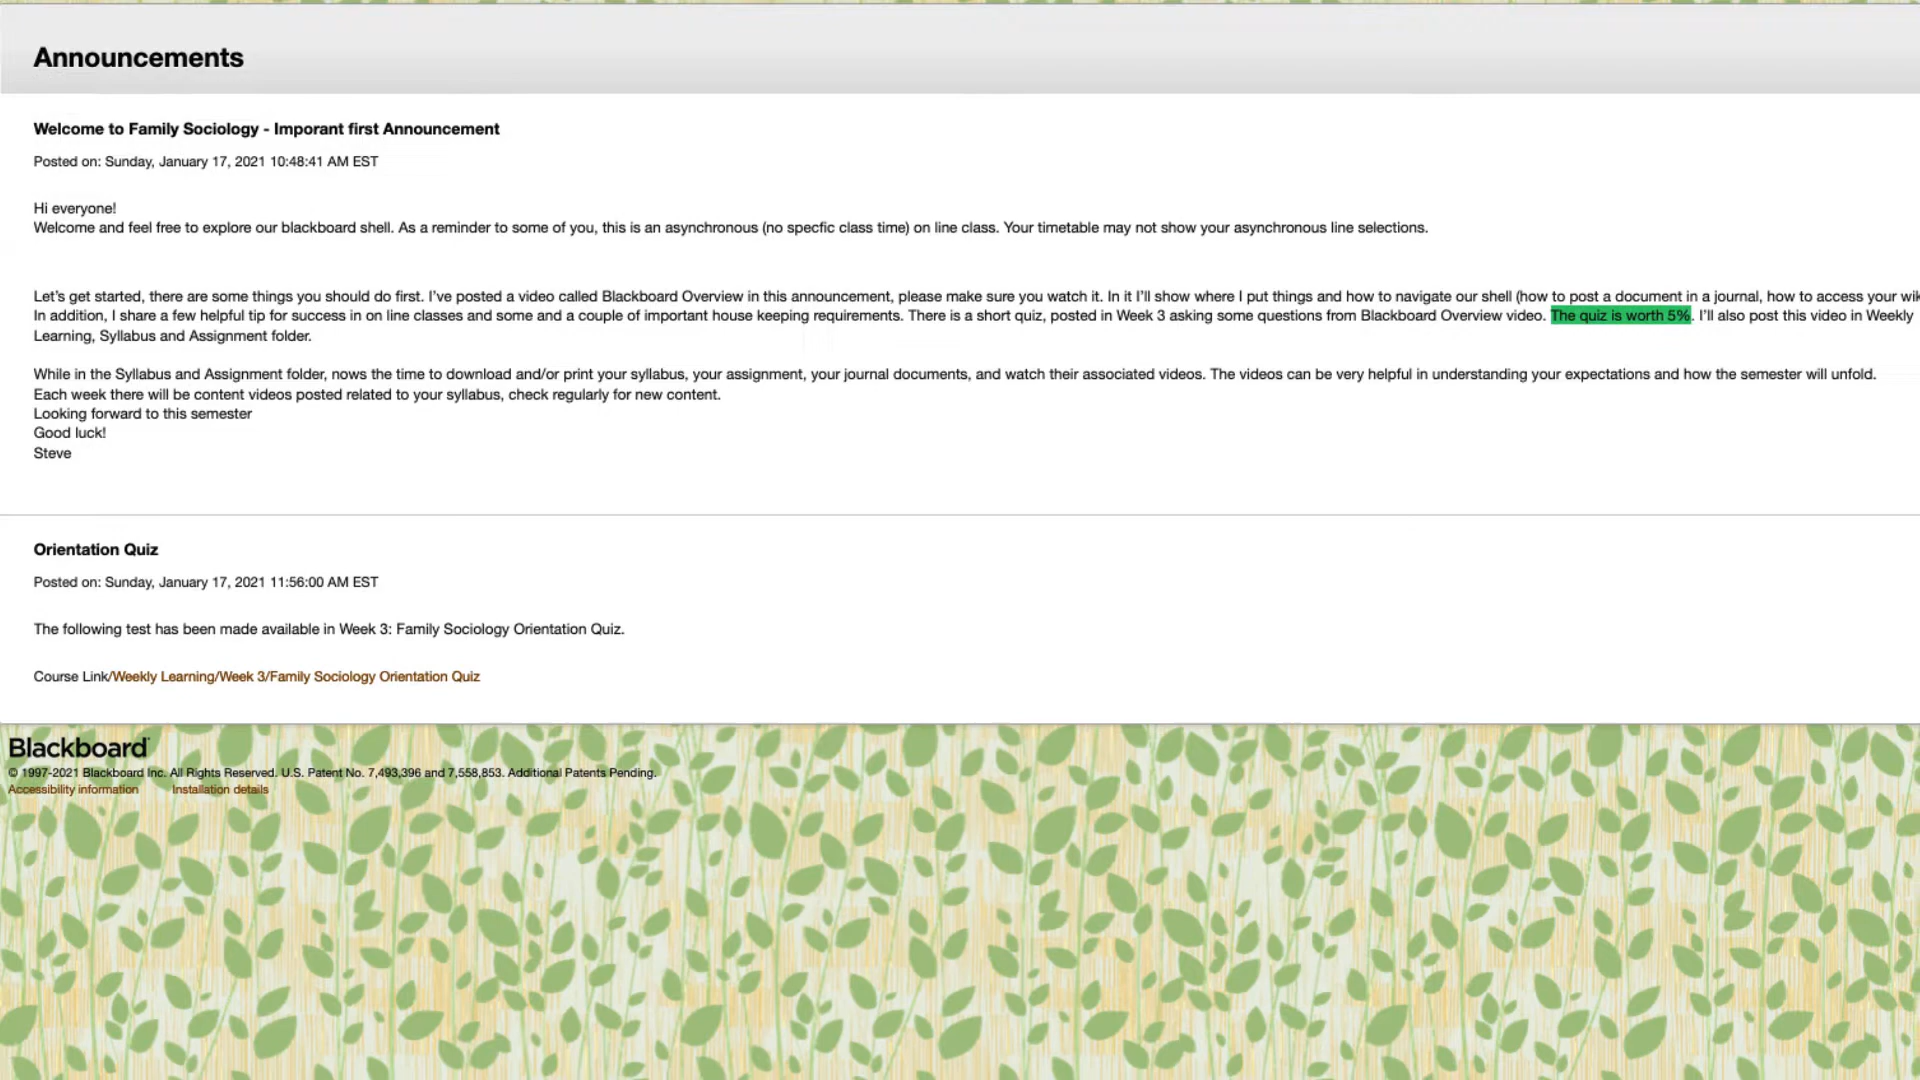 Announcements
Welcome to Family Sociology - Imporant first Announcement
Posted on: Sunday, January 17, 2021 10:48:41 AM EST
Hi everyone!
Welcome and feel free to explore our blackboard shell. As a reminder to some of you, this is an asynchronous (no specfic class time) on line class. Your timetable may not show your asynchronous line selections.
Let's get started, there are some things you should do first. I've posted a video called Blackboard Overview in this announcement, please make sure you watch it. In it I'll show where I put things and how to navigate our shell (how to post a document in a journal, how to access your
In addition, I share a few helpful tip for success in on line classes and some and a couple of important house keeping requirements. There is a short quiz, posted in Week 3 asking some questions from Blackboard Overview video. The quiz is worth 5%. I'll also post this video in Weekly
Learning, Syllabus and Assignment folder.
While in the Syllabus and Assignment folder, nows the time to download and/or print your syllabus, your assignment, your journal documents, and watch their associated videos. The videos can be very helpful in understanding your expectations and how the semester will unfold.
Each week there will be content videos posted related to your syllabus, check regularly for new content.
Looking forward to this semester
Good luck!
Steve
Orientation Quiz
Posted on: Sunday, January 17, 2021 11:56:00 AM EST
The following test has been made available in Week 3: Family Sociology Orientation Quiz.
Course Link/Weekly Learning/Week 3/Family Sociology Orientation Quiz
Blackboard
© 1997-2021 Blackboard Inc. All Rights Reserved. U.S. Patent No. 7,493,396 and 7,558,853. Additional Patents Pending.
Accessibility information Installation details